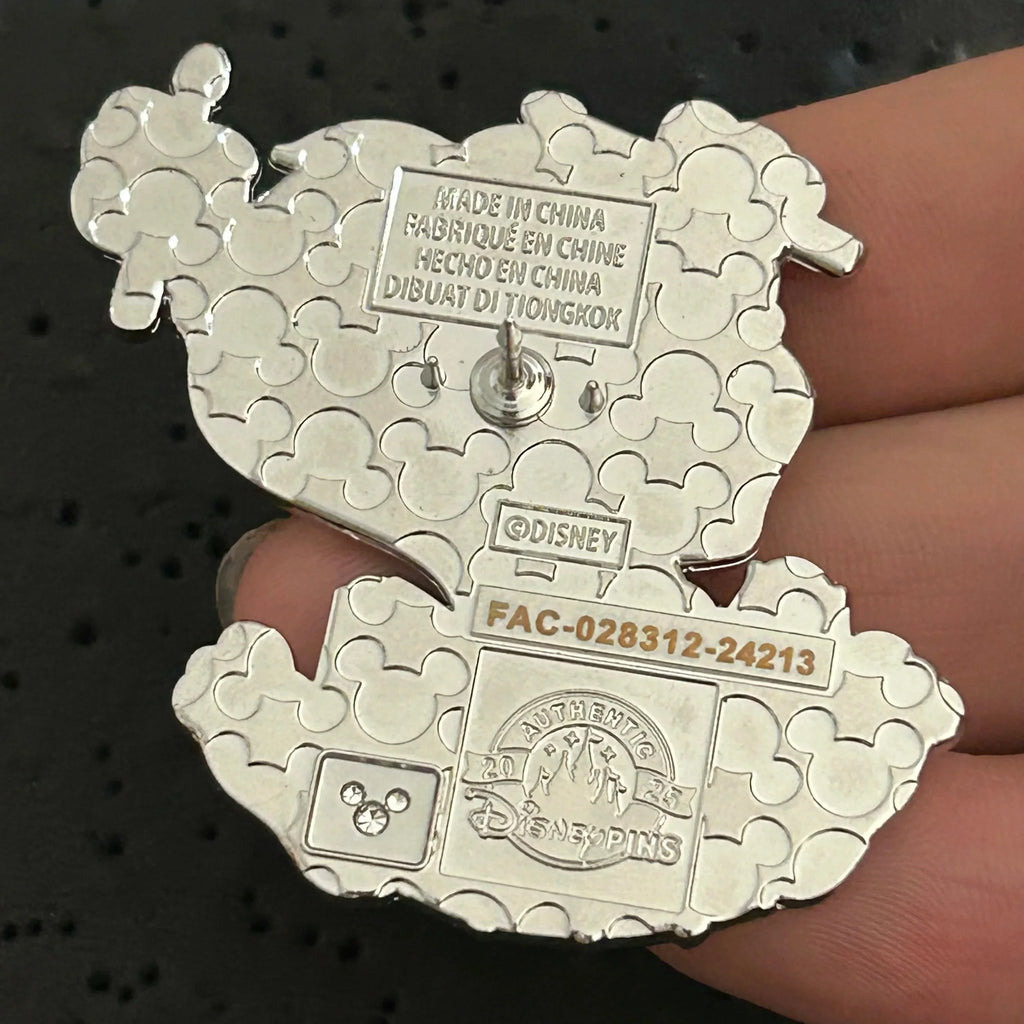 MADE IN CHINA
FABRIQUÉ EN CHINE
HECHO EN CHINA
DIBUAT DI TIONGKOK
©DISNEY
FAC-028312-24213
AUTHENTIC
20 25
DISNEY PINS